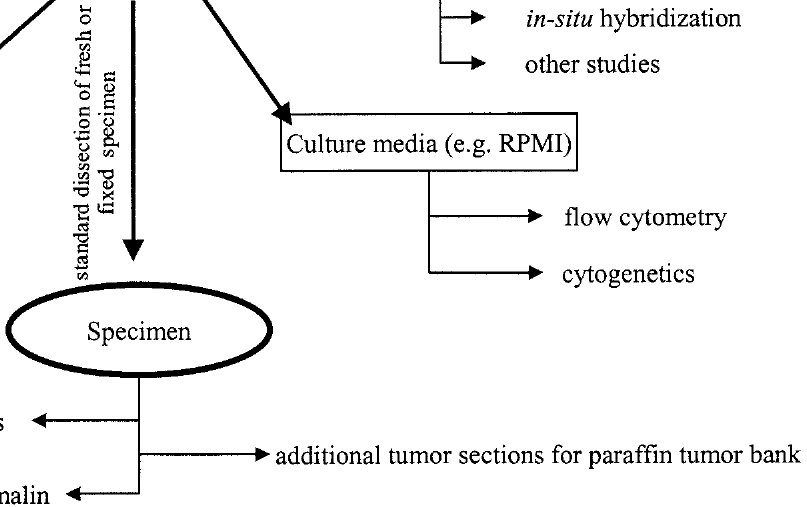 in-situ hybridization
other studies
standard dissection of fresh or
fixed specimen
Culture media (e.g. RPMI)
flow cytometry
cytogenetics
Specimen
s
additional tumor sections for paraffin tumor bank
malin